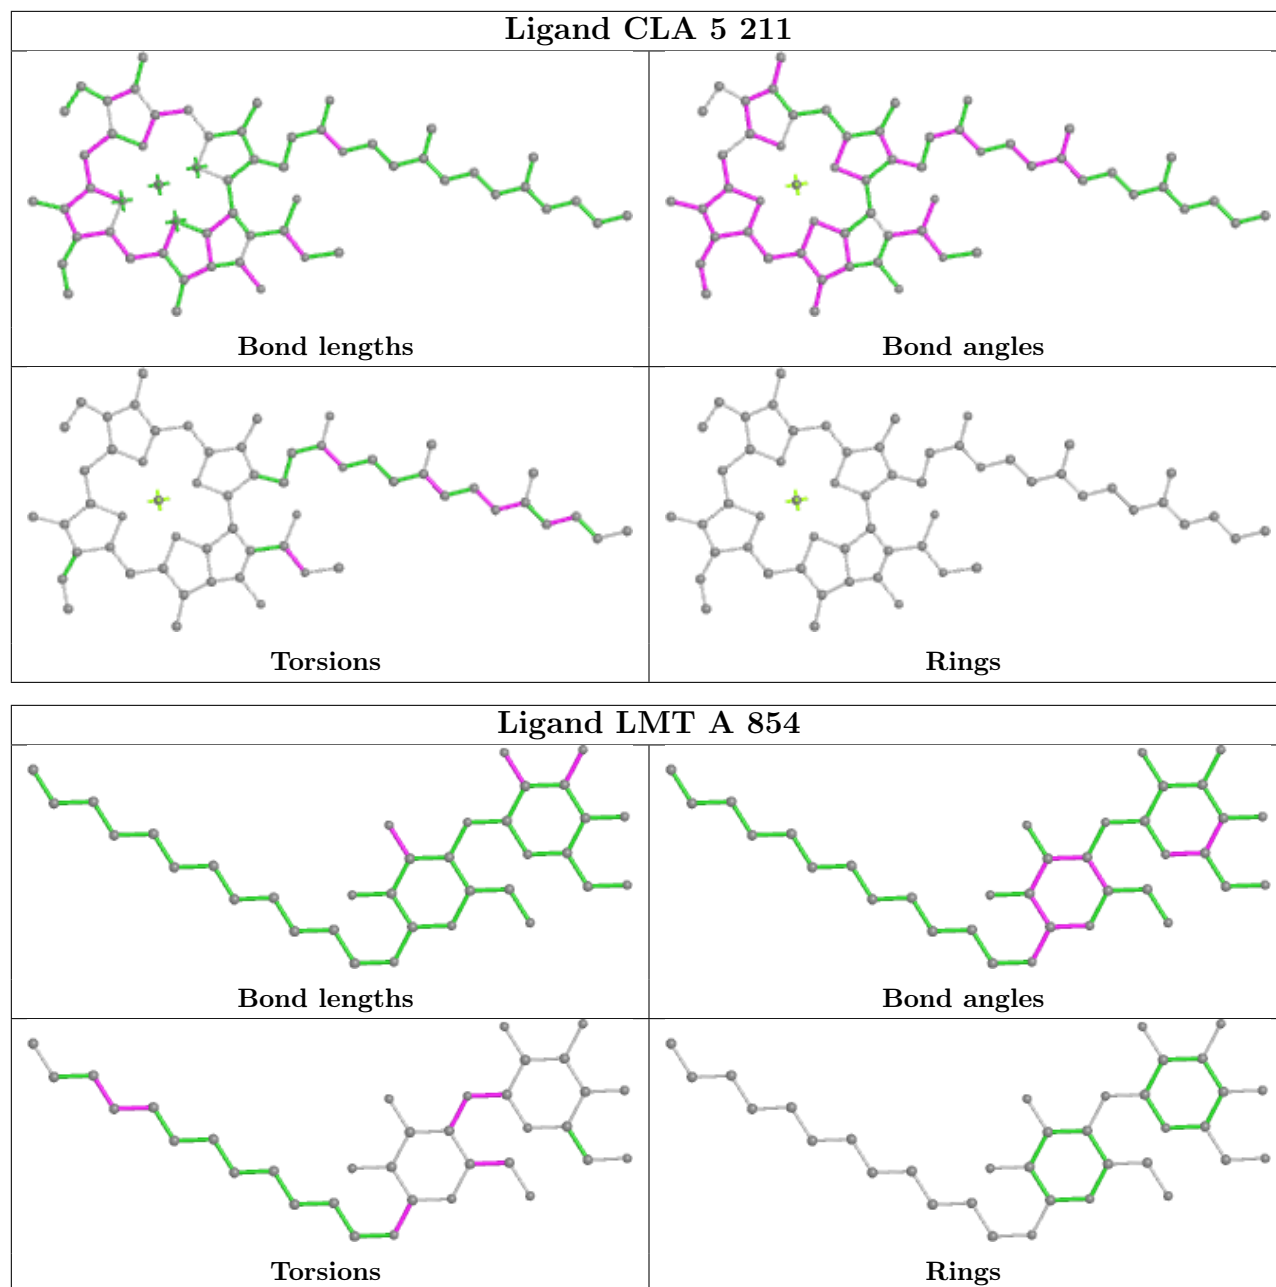 Ligand CLA 5 211
Bond lengths
Bond angles
Torsions
Rings
Ligand LMT A 854
Bond lengths
Bond angles
Torsions
Rings